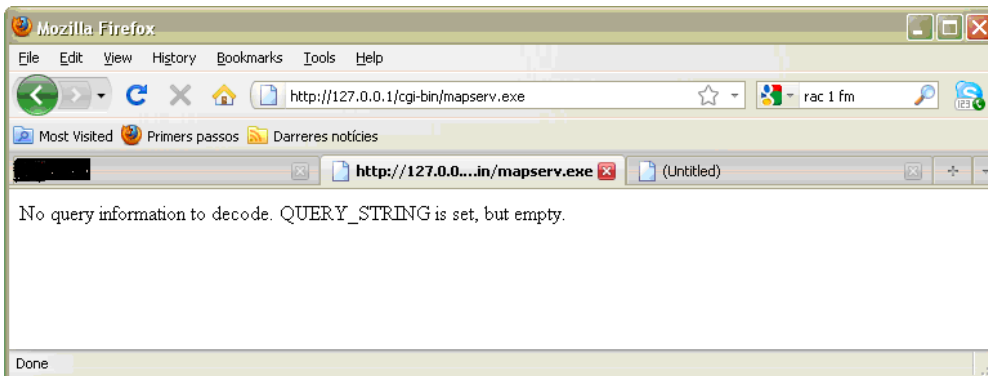 Mozilla Firefox
File Edit View History Bookmarks Tools Help
http://127.0.0.1/cgi-bin/mapserv.exe rac 1 fm
Most Visited Primers passos Darreres notícies
http://127.0.0....in/mapserv.exe (Untitled)
No query information to decode. QUERY_STRING is set, but empty.
Done